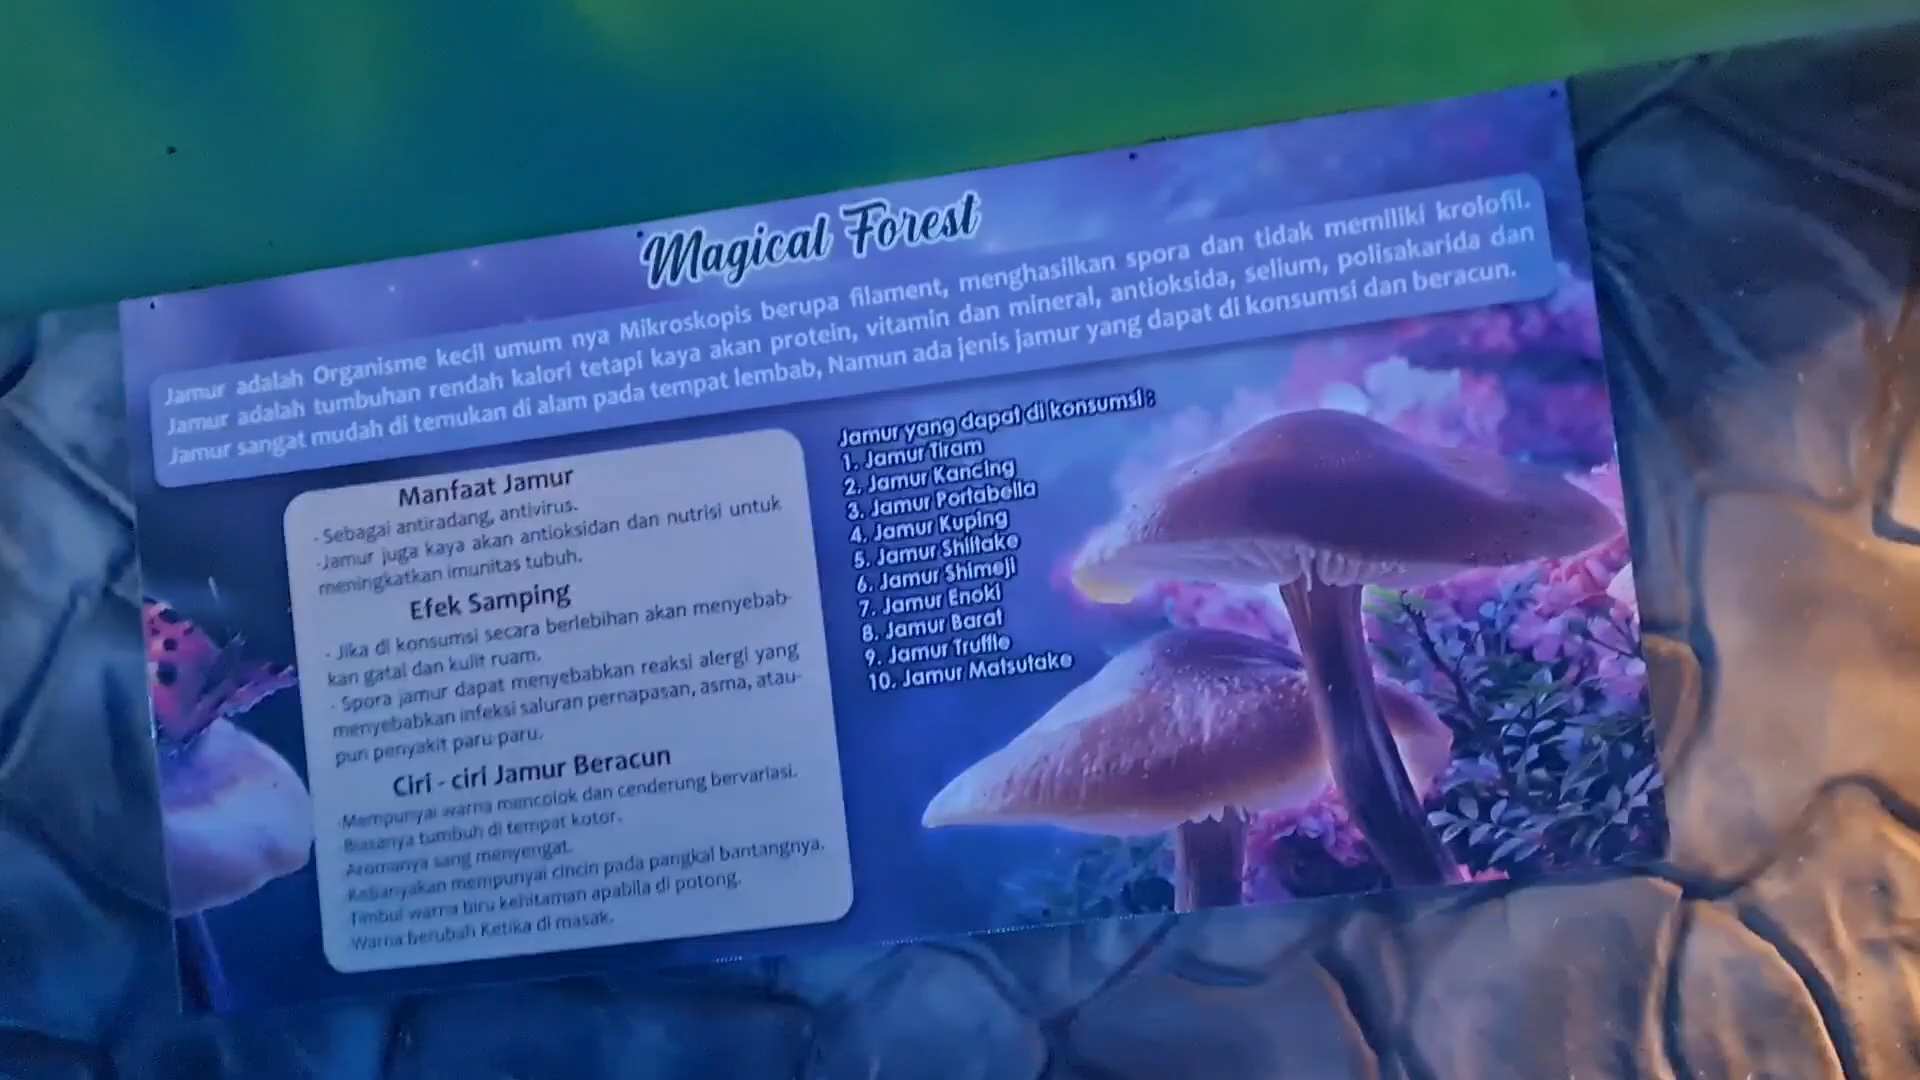 Magical Forest
Jamur adalah Organisme kecil umum nya Mikroskopis berupa filament, menghasilkan spora dan tidak memiliki krolofil.
Jamur adalah tumbuhan rendah kalori tetapi kaya akan protein, vitamin dan mineral, antioksida, selium, polisakarida dan
Jamur sangat mudah di temukan di alam pada tempat lembab, Namun ada jenis jamur yang dapat di konsumsi dan beracun.
Manfaat Jamur
- Sebagai antiradang, antivirus.
-Jamur juga kaya akan antioksidan dan nutrisi untuk
meningkatkan imunitas tubuh.
Efek Samping
- Jika di konsumsi secara berlebihan akan menyebab-
kan gatal dan kulit ruam.
- Spora jamur dapat menyebabkan reaksi alergi yang
menyebabkan infeksi saluran pernapasan, asma, atau-
pun penyakit paru-paru.
Ciri - ciri Jamur Beracun
-Mempunyai warna mencolok dan cenderung bervariasi.
-Biasanya tumbuh di tempat kotor.
-Aromanya sang menyengat.
-Kebanyakan mempunyai cincin pada pangkal bantangnya.
-Timbul warna biru kehitaman apabila di potong.
-Warna berubah Ketika di masak.
Jamur yang dapat di konsumsi :
1. Jamur Tiram
2. Jamur Kancing
3. Jamur Portabella
4. Jamur Kuping
5. Jamur Shiitake
6. Jamur Shimeji
7. Jamur Enoki
8. Jamur Barat
9. Jamur Truffle
10. Jamur Matsutake